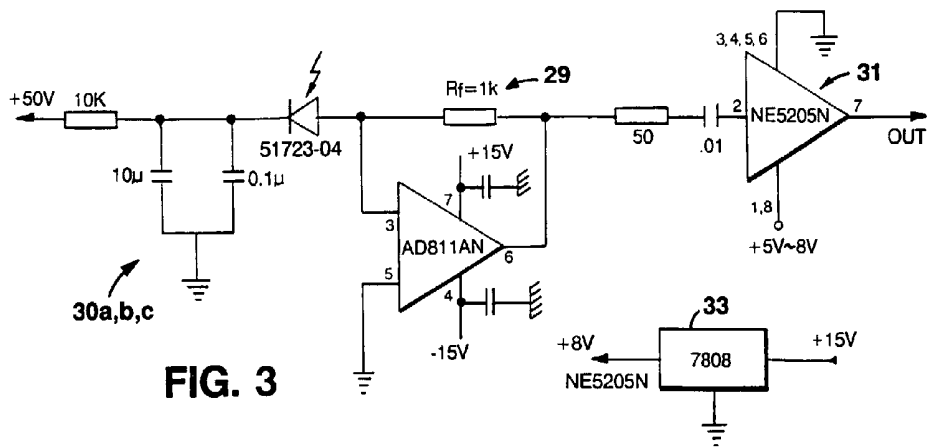 3, 4, 5, 6
+50V
10K
Rf=1k
29
31
2
NE5205N
7
OUT
51723-04
50
.01
10μ
0.1μ
+15V
7
3
AD811AN
6
5
4
-15V
1,8
+5V~8V
30a,b,c
33
+8V
7808
+15V
NE5205N
FIG. 3